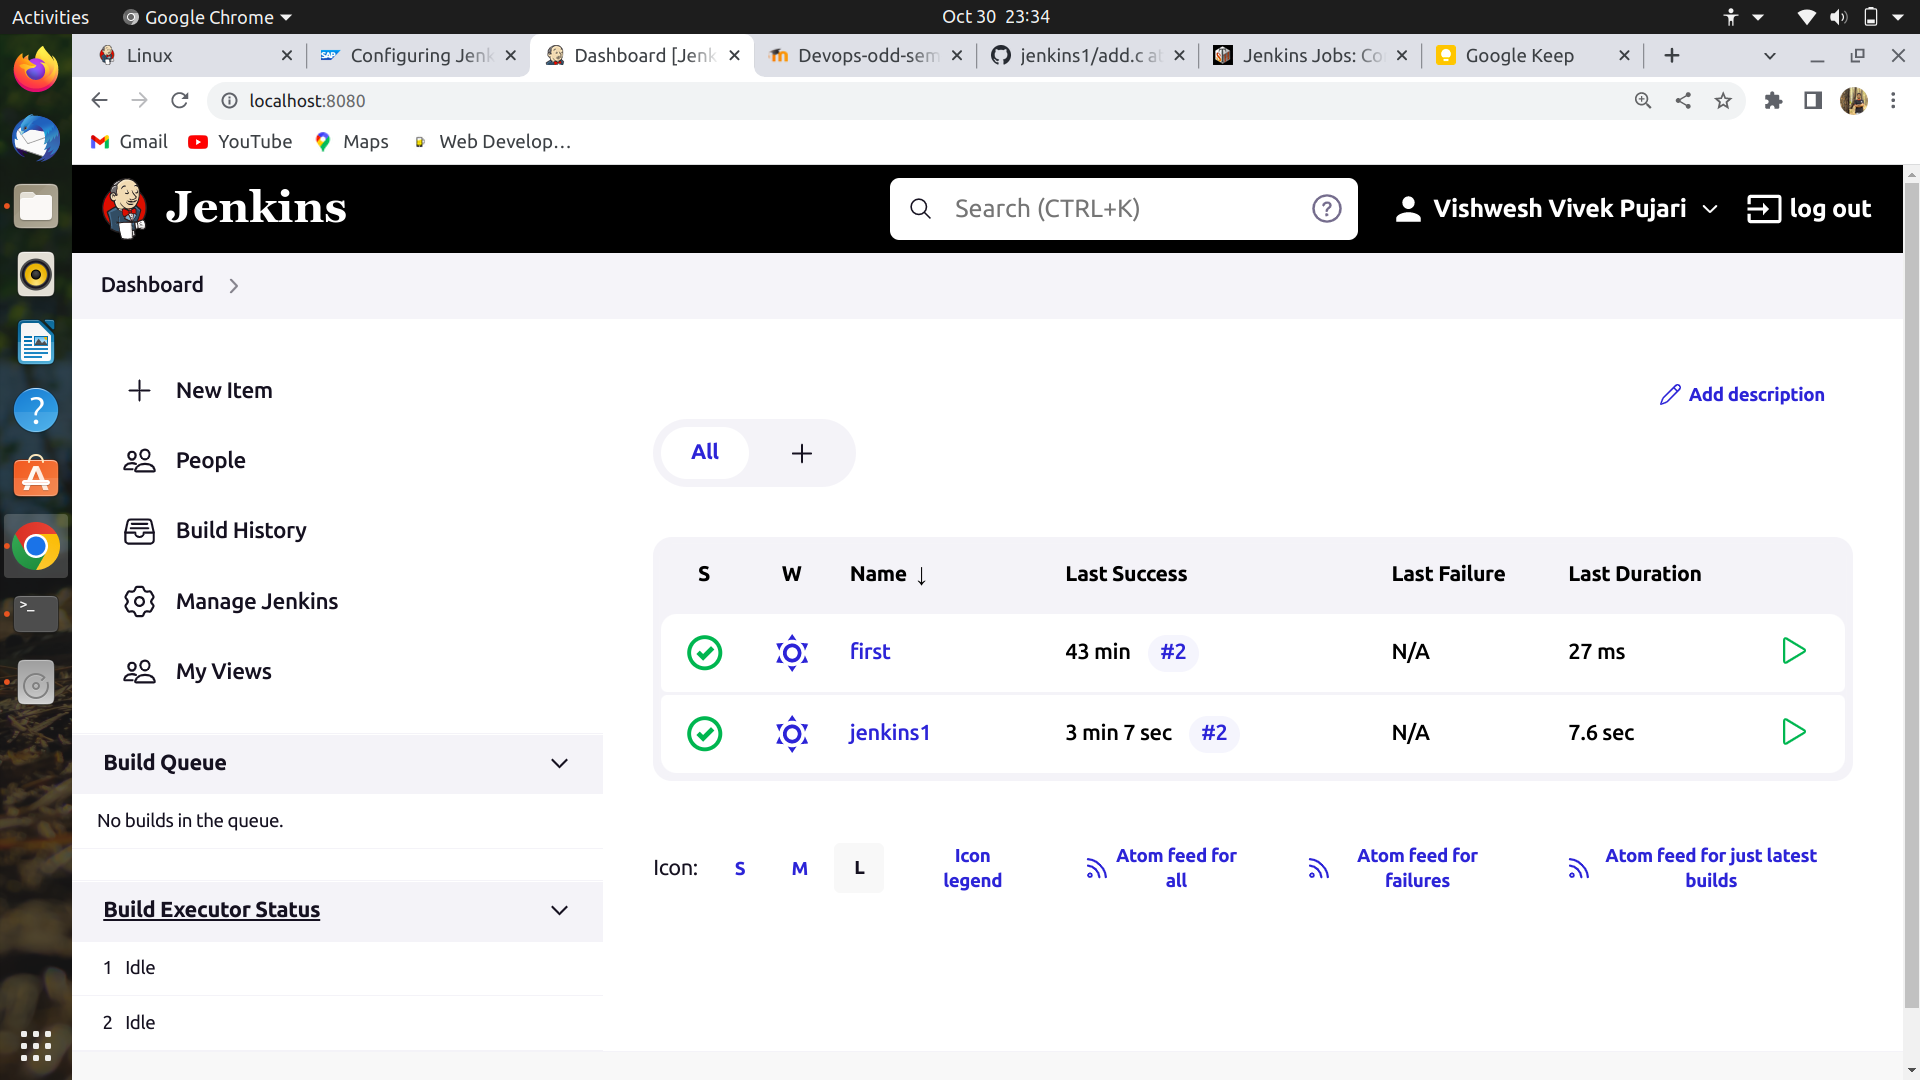 Activities
Google Chrome
Oct 30 23:34
Linux
Configuring Jenk
Dashboard [Jenk
Devops-odd-sem
jenkins1/add.c at
Jenkins Jobs: Co
Google Keep
localhost:8080
Gmail
YouTube
Maps
Web Develop...
Jenkins
Search (CTRL+K)
Vishwesh Vivek Pujari
log out
Dashboard
New Item
People
Build History
Manage Jenkins
My Views
Build Queue
No builds in the queue.
Build Executor Status
1 Idle
2 Idle
Add description
All +
S W Name ↓ Last Success Last Failure Last Duration
first 43 min #2 N/A 27 ms
jenkins1 3 min 7 sec #2 N/A 7.6 sec
Icon: S M L
Icon
legend
Atom feed for
all
Atom feed for
failures
Atom feed for just latest
builds